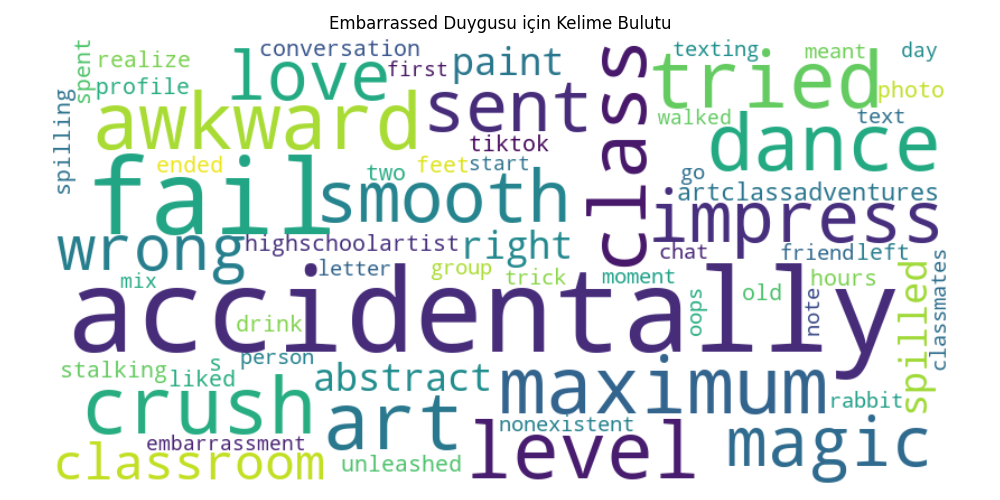 Embarrassed Duygusu için Kelime Bulutu
spent realize conversation love first paint class texting meant day
profile awkward sent tried photo
spilling tiktok walked dance text
ended fail two feet start smooth go artclassadventures
wrong highschoolartist right impress
mix letter group trick moment chat friend left
accidentally oops old note hours spilled classmates
drink
stalking liked s person abstract maximum rabbit
crush art nonexistent
embarrassment level magic
classroom unleashed